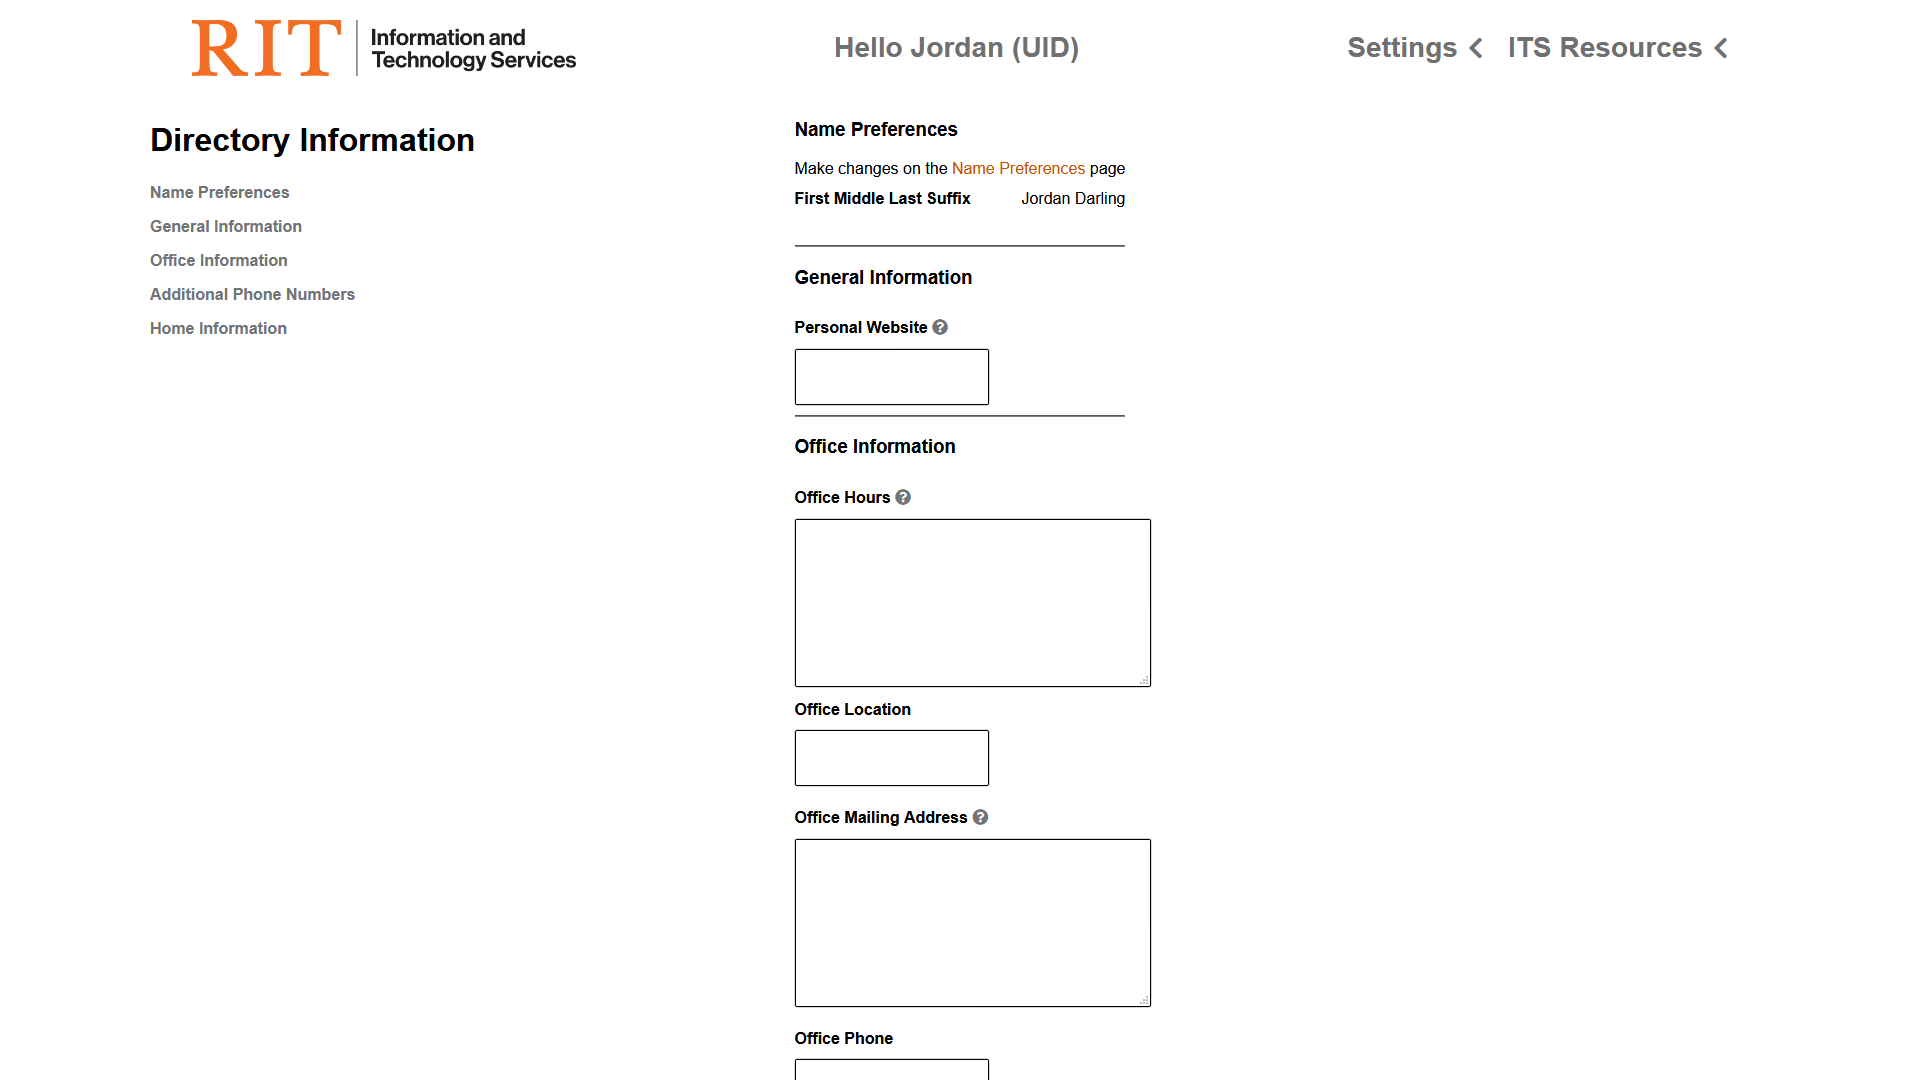 RIT Information and
Technology Services
Hello Jordan (UID)
Settings
ITS Resources
Directory Information
Name Preferences
General Information
Office Information
Additional Phone Numbers
Home Information
Name Preferences
Make changes on the Name Preferences page
First Middle Last Suffix Jordan Darling
General Information
Personal Website
Office Information
Office Hours
Office Location
Office Mailing Address
Office Phone